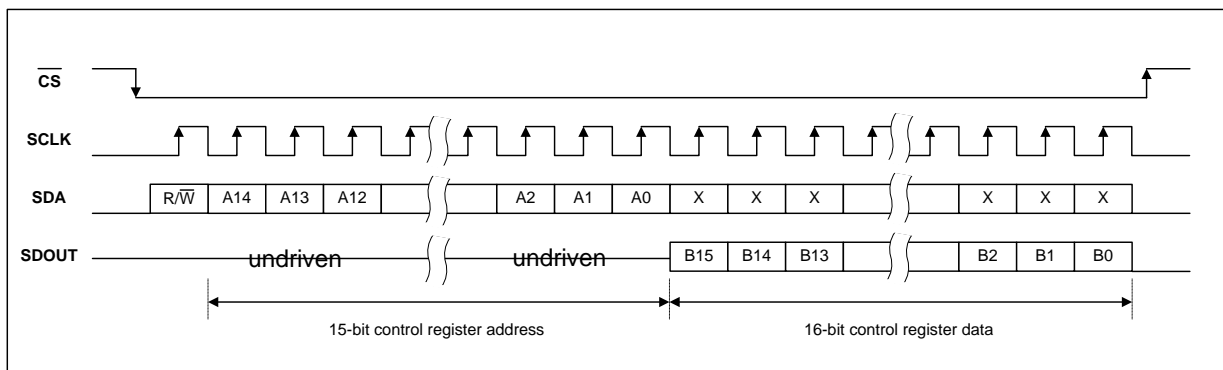 CS
SCLK
SDA R/W A14 A13 A12 A2 A1 A0 X X X X X X
SDOUT undriven undriven B15 B14 B13 B2 B1 B0
15-bit control register address 16-bit control register data